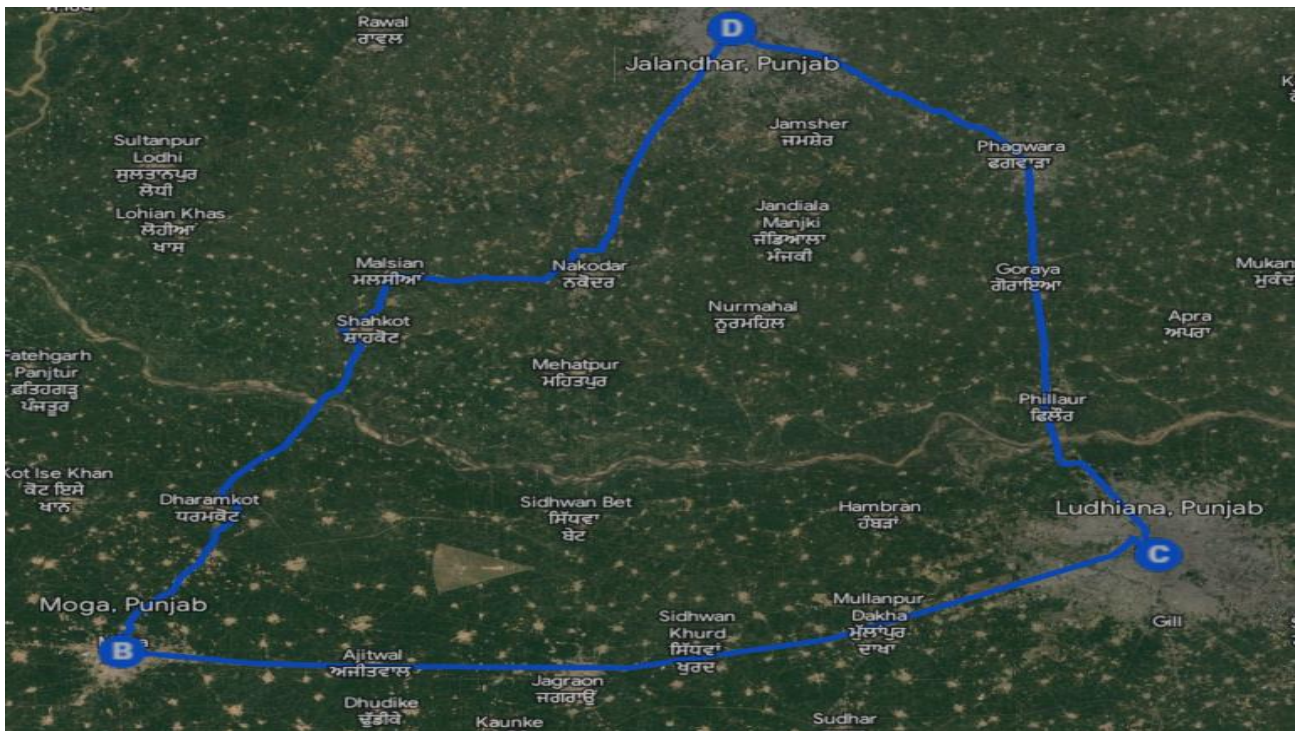 Rawal
ਰਾਵਲ
D
Jalandhar, Punjab
Jamsher
ਜਮਸ਼ੇਰ
Sultanpur
Lodhi
ਸੁਲਤਾਨਪੁਰ
ਲੋਧੀ
Phagwara
ਫਗਵਾੜਾ
Lohian Khas
ਲੋਹੀਆਂ
ਖਾਸ
Jandiala
Manjki
ਜੰਡਿਆਲਾ
ਮੰਜਕੀ
Malsian
ਮਲਸੀਆਂ
Nakodar
ਨਕੋਦਰ
Goraya
ਗੋਰਾਇਆ
Mukan
ਮੁਕੰਦ
Nurmahal
ਨੂਰਮਹਿਲ
Shahkot
ਸ਼ਾਹਕੋਟ
Apra
ਅਪਰਾ
Fatehgarh
Panjtur
ਫ਼ਤਿਹਗੜ੍ਹ
ਪੰਜਤੂਰ
Mehatpur
ਮਹਿਤਪੁਰ
Phillaur
ਫਿਲੌਰ
Kot Ise Khan
ਕੋਟ ਇਸੇ
ਖਾਨ
Dharamkot
ਧਰਮਕੋਟ
Sidhwan Bet
ਸਿੱਧਵਾਂ
ਬੇਟ
Hambran
ਹੰਬੜਾਂ
Ludhiana, Punjab
C
Moga, Punjab
B
Mullanpur
Dakha
ਮੁੱਲਾਂਪੁਰ
ਦਾਖਾ
Sidhwan
Khurd
ਸਿੱਧਵਾਂ
ਖੁਰਦ
Gill
Ajitwal
ਅਜੀਤਵਾਲ
Jagraon
ਜਗਰਾਉਂ
Dhudike
ਢੁੱਡੀਕੇ
Kaunke
Sudhar